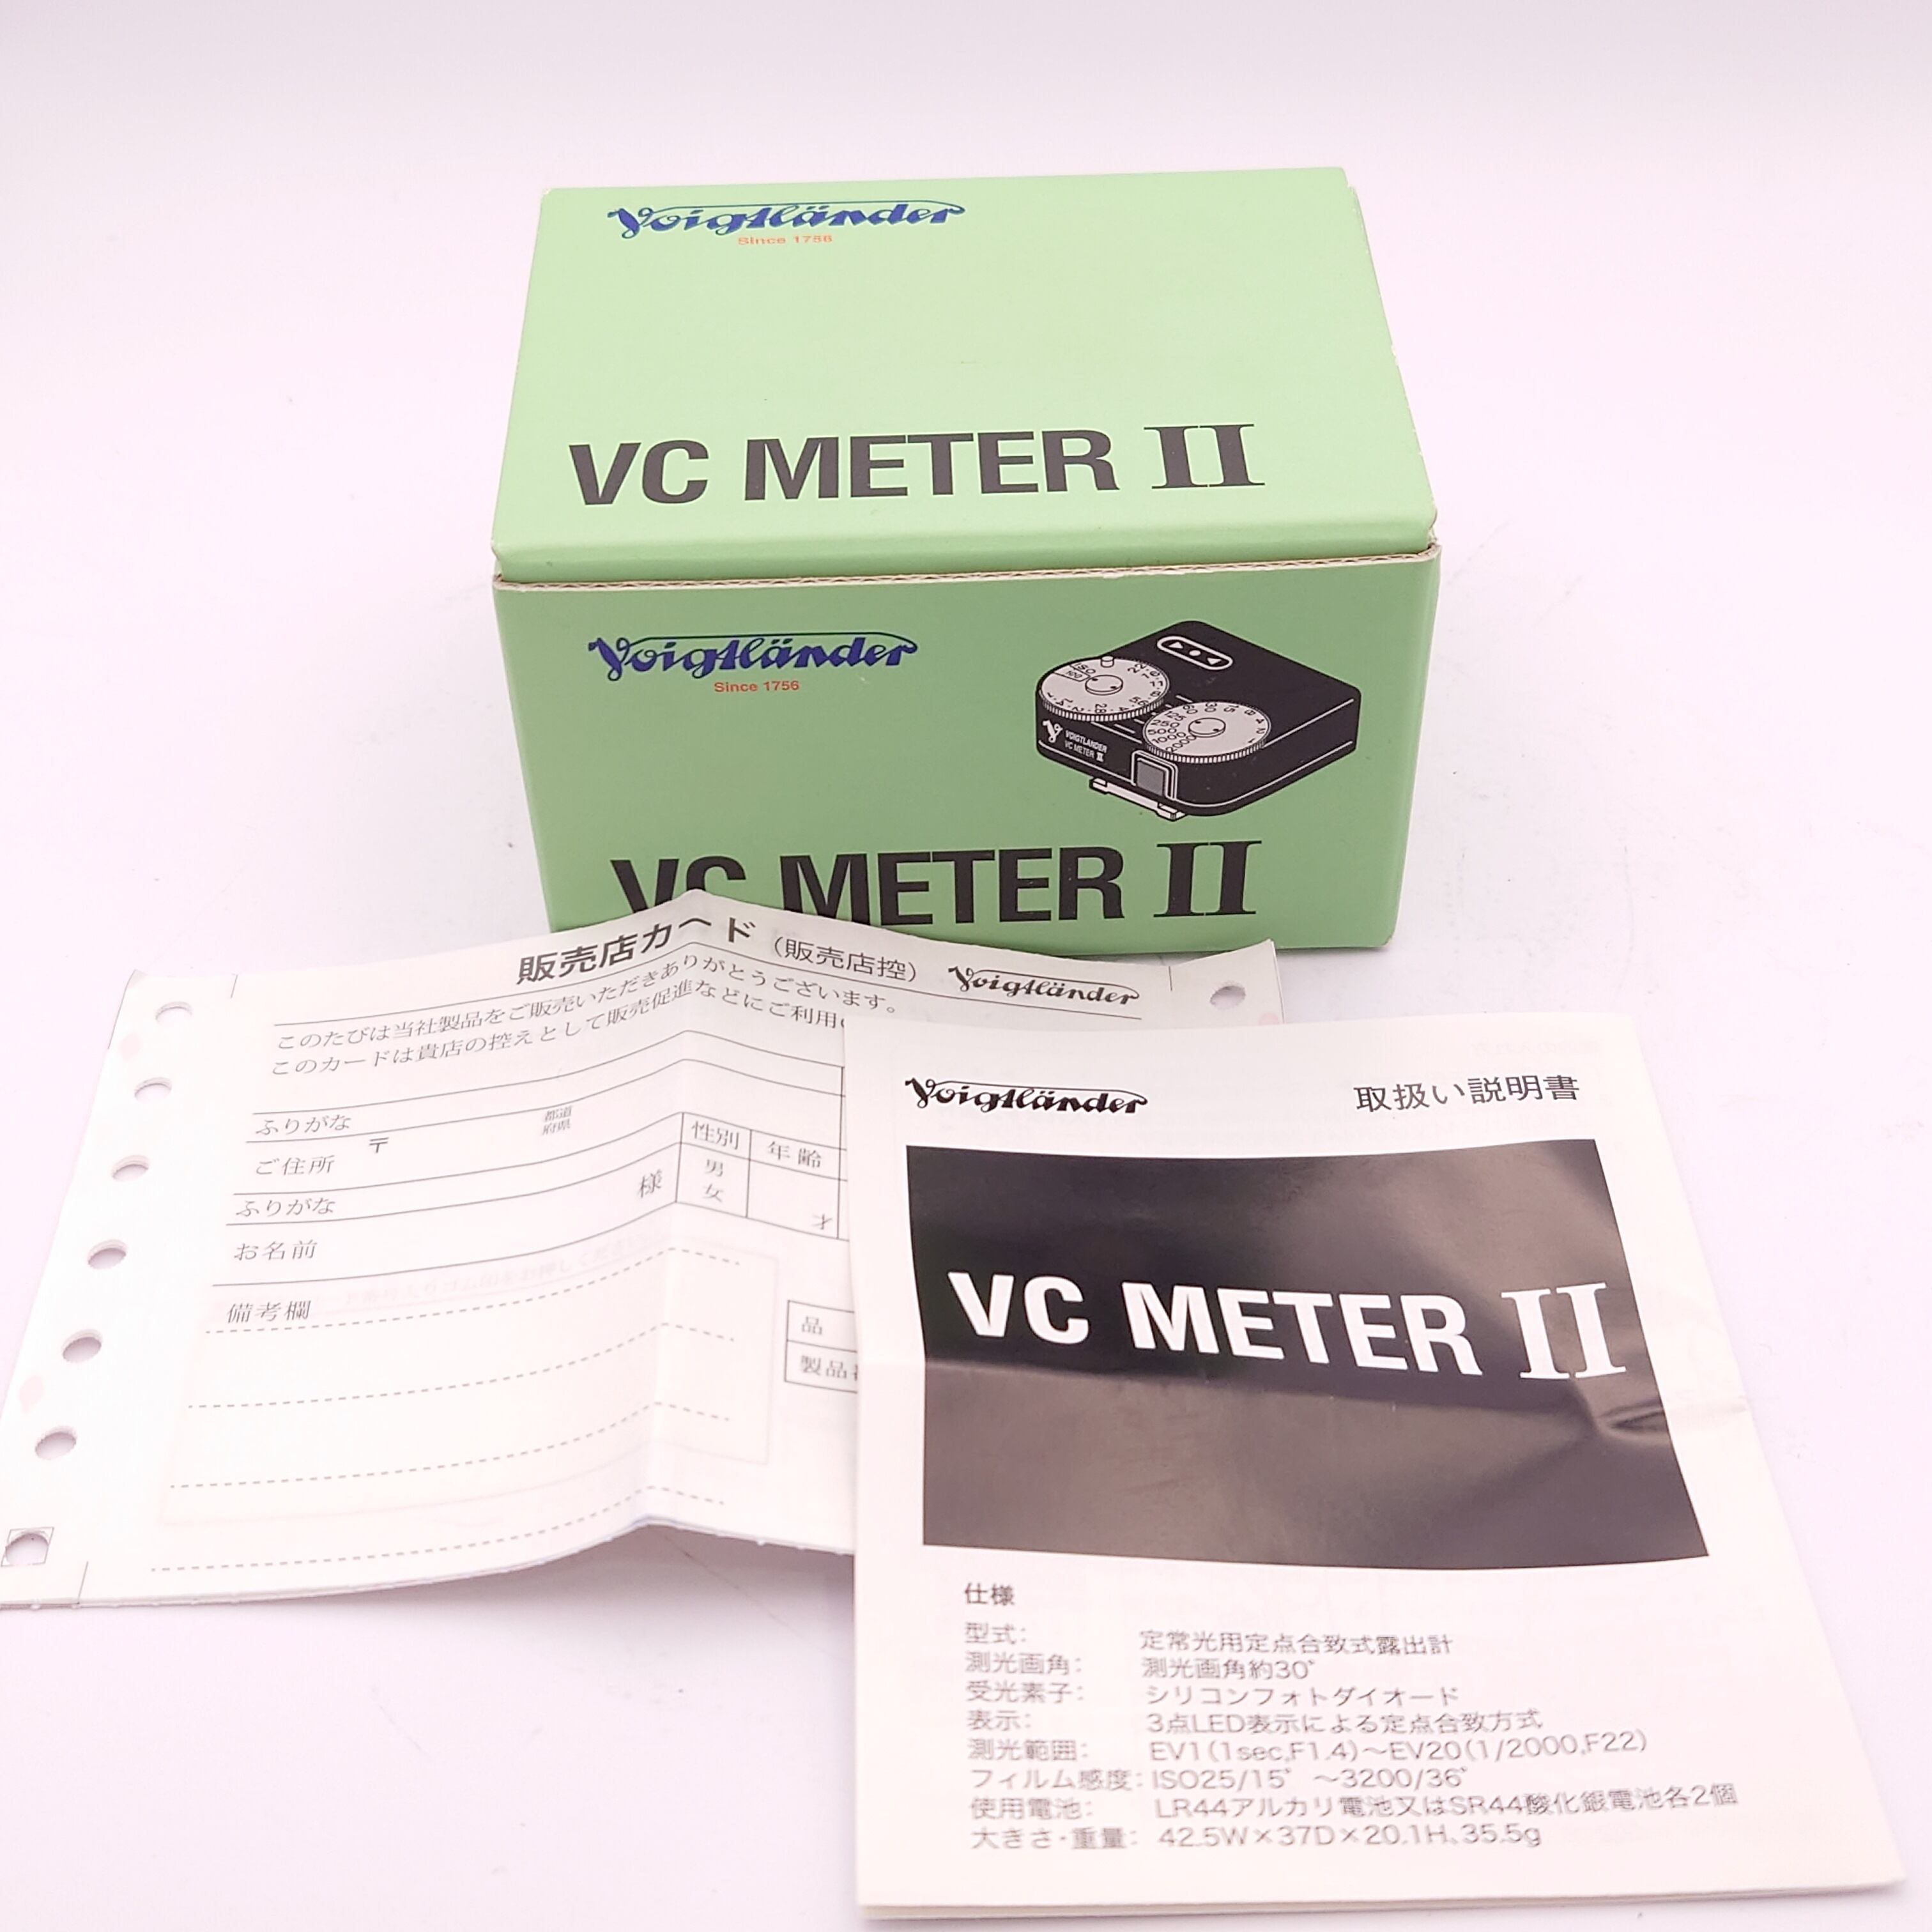 Voigtländer
Since 1756
VC METER II
Voigtländer
Since 1756
VOIGTLANDER
VC METER II
VC METER II
販売店カード（販売店控） Voigtländer
このたびは当社製品をご販売いただきありがとうございます。
このカードは貴店の控えとして販売促進などにご利用
ふりがな
〒 都道府県
ご住所
ふりがな
様
お名前
性別 年齢
男
女
才
備考欄
品
製品
Voigtländer 取扱い説明書
VC METER II
仕様
型式： 定常光用定点合致式露出計
測光画角： 測光画角約30°
受光素子： シリコンフォトダイオード
表示： 3点LED表示による定点合致方式
測光範囲： EV1(1sec,F1.4)〜EV20(1/2000,F22)
フィルム感度：ISO25/15°〜3200/36°
使用電池： LR44アルカリ電池又はSR44酸化銀電池各2個
大きさ・重量： 42.5W×37D×20.1H、35.5g